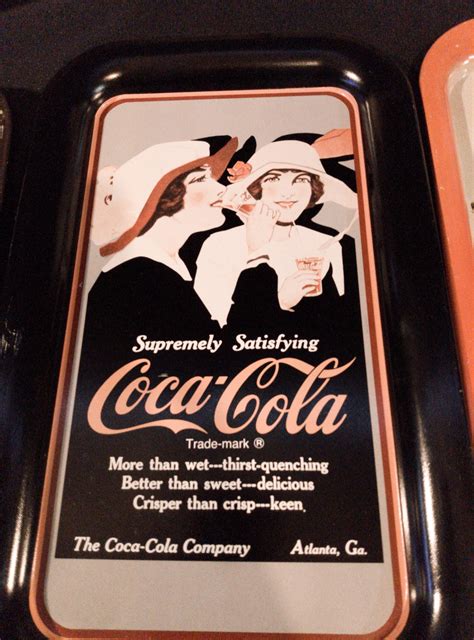 Supremely Satisfying
Coca-Cola
Trade-mark ®
More than wet---thirst-quenching
Better than sweet---delicious
Crisper than crisp---keen.
The Coca-Cola Company Atlanta, Ga.